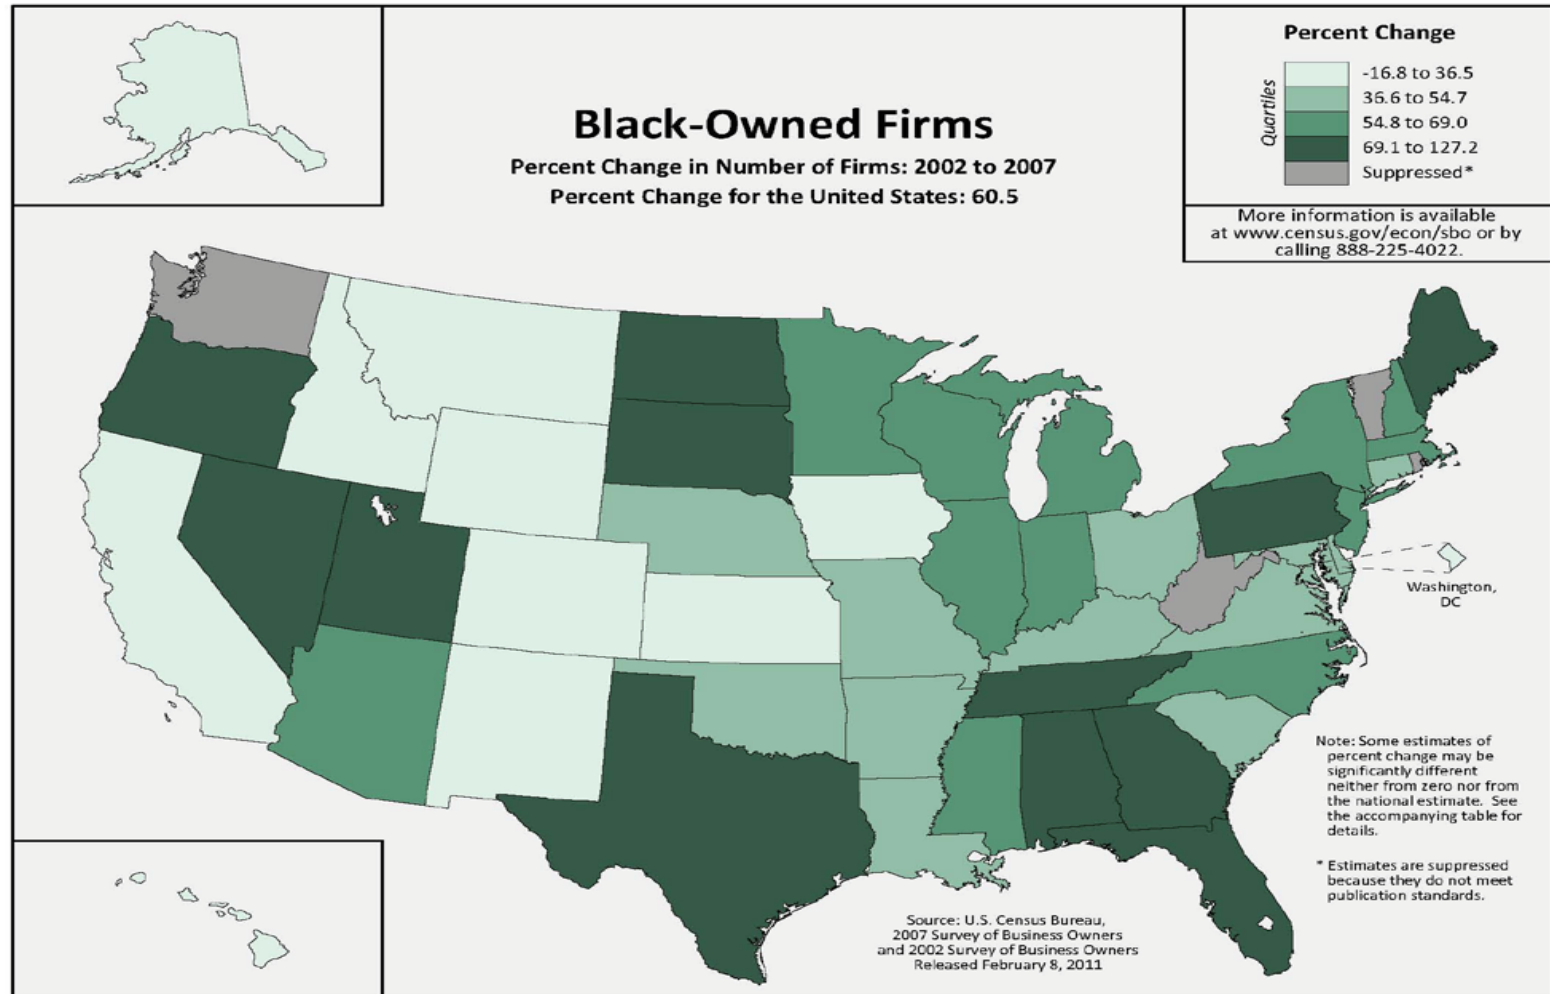 Black-Owned Firms
Percent Change in Number of Firms: 2002 to 2007
Percent Change for the United States: 60.5
Percent Change
Quartiles
-16.8 to 36.5
36.6 to 54.7
54.8 to 69.0
69.1 to 127.2
Suppressed*
More information is available
at www.census.gov/econ/sbo or by
calling 888-225-4022.
Washington,
DC
Note: Some estimates of
percent change may be
significantly different
neither from zero nor from
the national estimate. See
the accompanying table for
details.
* Estimates are suppressed
because they do not meet
publication standards.
Source: U.S. Census Bureau,
2007 Survey of Business Owners
and 2002 Survey of Business Owners
Released February 8, 2011